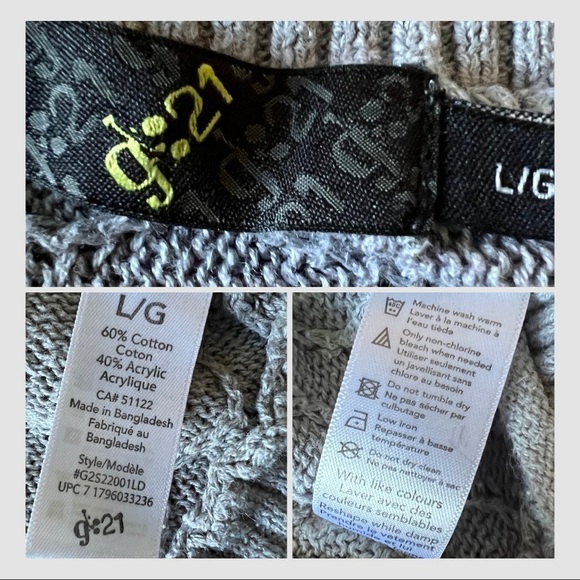 g:21
L/G
L/G
60% Cotton
Coton
40% Acrylic
Acrylique
CA# 51122
Made in Bangladesh
Fabriqué au
Bangladesh
Style/Modèle
#G2S22001LD
UPC 7 1796033236
g:21
Machine wash warm
Laver à la machine à
l'eau tiède
Only non-chlorine
bleach when needed
Utiliser seulement
un javellisant sans
chlore au besoin
Do not tumble dry
Ne pas sécher par
culbutage
Low iron
Repasser à basse
température
Do not dry clean
Ne pas nettoyer à sec
With like colours
Laver avec des
couleurs semblables
Reshape while damp
Prendre le vêtement